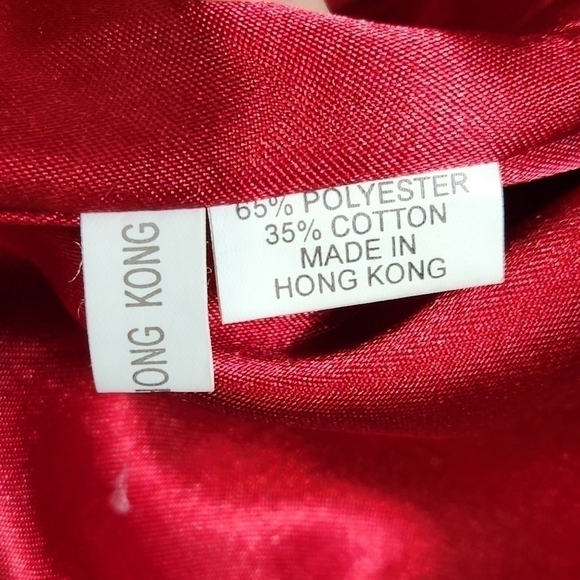 HONG KONG
65% POLYESTER
35% COTTON
MADE IN
HONG KONG